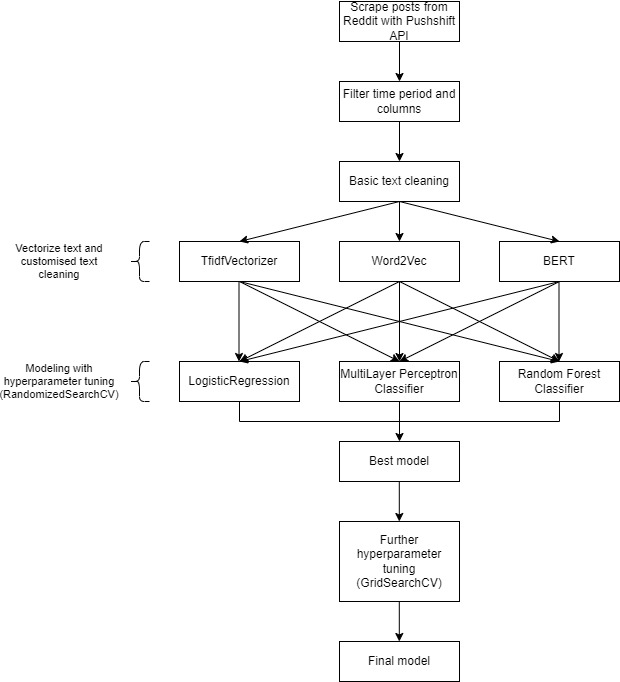 Scrape posts from
Reddit with Pushshift
API
Filter time period and
columns
Basic text cleaning
Vectorize text and
customised text
cleaning
TfidfVectorizer
Word2Vec
BERT
Modeling with
hyperparameter tuning
(RandomizedSearchCV)
LogisticRegression
MultiLayer Perceptron
Classifier
Random Forest
Classifier
Best model
Further
hyperparameter
tuning
(GridSearchCV)
Final model